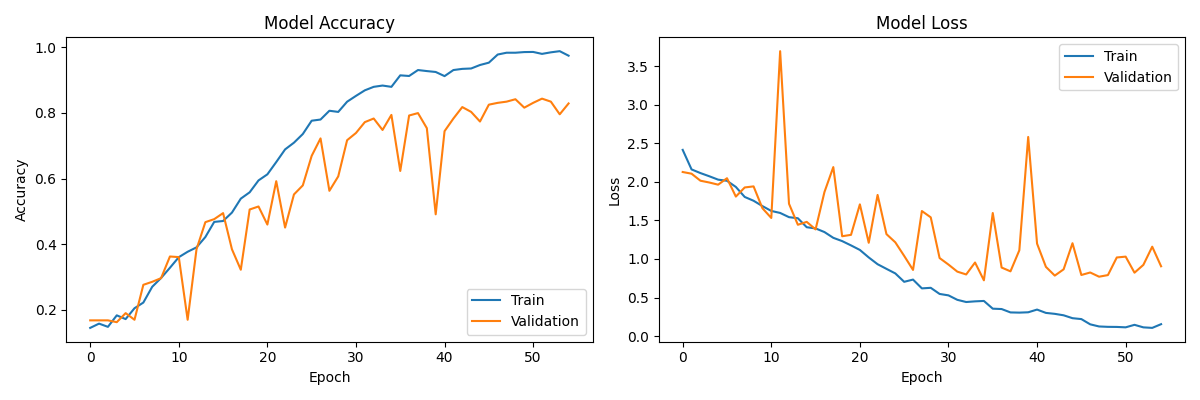 Model Accuracy
1.0
0.8
0.6
0.4
0.2
Accuracy
0 10 20 30 40 50
Epoch
Train
Validation
Model Loss
3.5
3.0
2.5
2.0
1.5
1.0
0.5
0.0
Loss
0 10 20 30 40 50
Epoch
Train
Validation